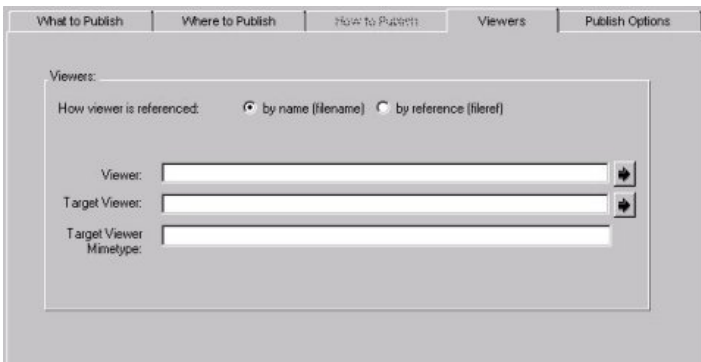 What to Publish Where to Publish How to Publish Viewers Publish Options
Viewers:
How viewer is referenced: by name (filename) by reference (fileref)
Viewer:
Target Viewer:
Target Viewer
Mimetype: